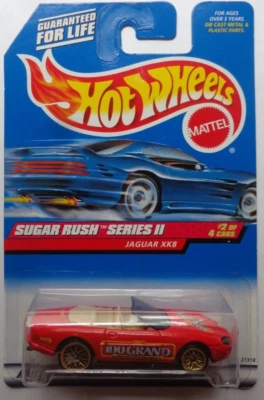 GUARANTEED
FOR LIFE
FOR AGES
OVER 3 YEARS.
DIE CAST METAL &
PLASTIC PARTS.
Hot Wheels
MATTEL
SUGAR RUSH™ SERIES II
#2 OF
4 CARS
JAGUAR XK8
100 GRAND